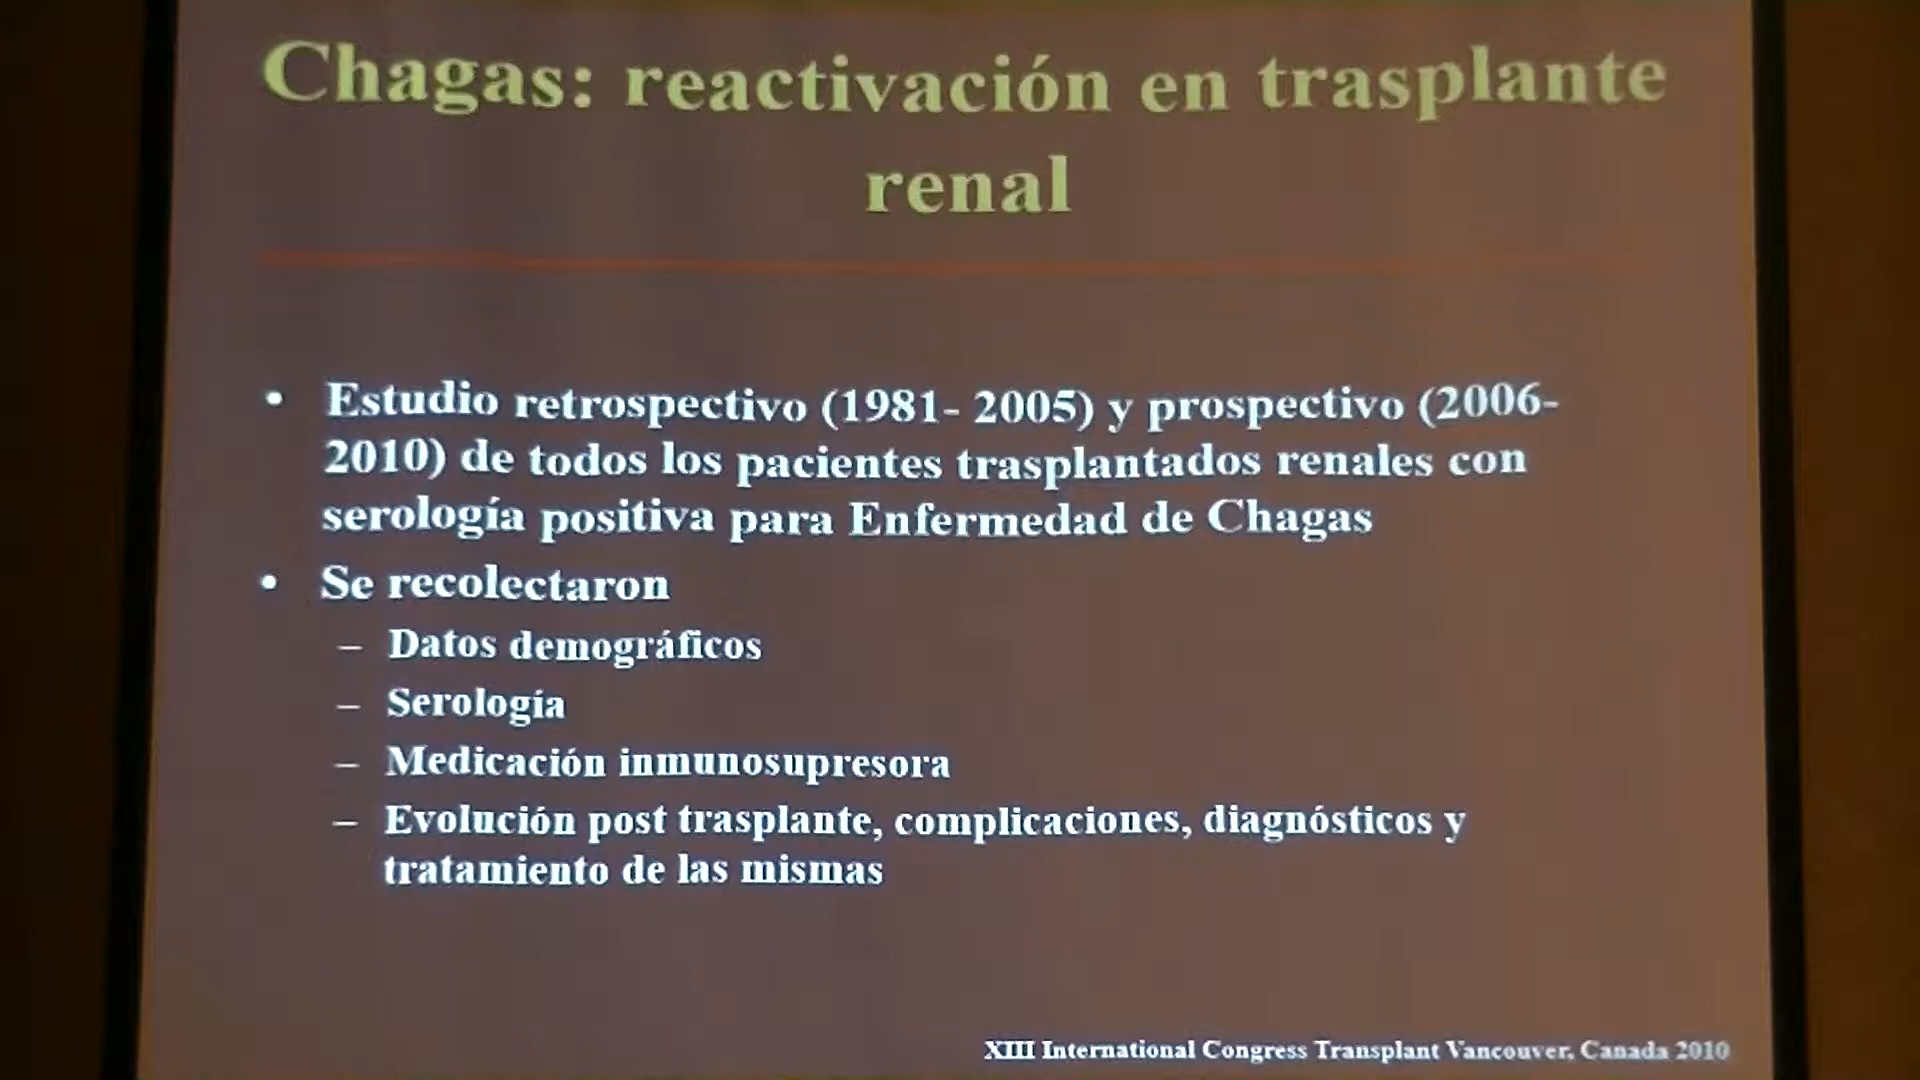 Chagas: reactivación en trasplante
renal
• Estudio retrospectivo (1981- 2005) y prospectivo (2006-
2010) de todos los pacientes trasplantados renales con
serología positiva para Enfermedad de Chagas
• Se recolectaron
– Datos demográficos
– Serología
– Medicación inmunosupresora
– Evolución post trasplante, complicaciones, diagnósticos y
tratamiento de las mismas
XIII International Congress Transplant Vancouver, Canada 2010